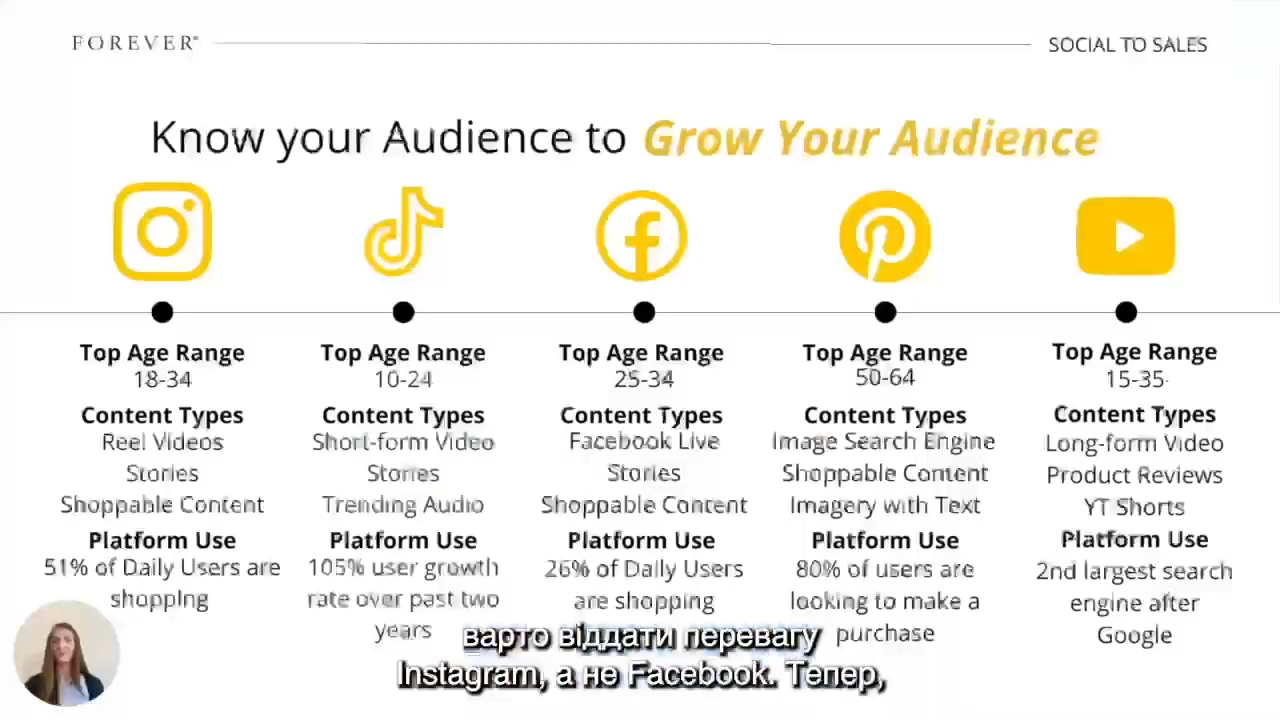 FOREVER®
SOCIAL TO SALES
Know your Audience to Grow Your Audience
Top Age Range
18-34
Content Types
Reel Videos
Stories
Shoppable Content
Platform Use
51% of Daily Users are
shopping
Top Age Range
10-24
Content Types
Short-form Video
Stories
Trending Audio
Platform Use
105% user growth
rate over past two
years
Top Age Range
25-34
Content Types
Facebook Live
Stories
Shoppable Content
Platform Use
26% of Daily Users
are shopping
Top Age Range
50-64
Content Types
Image Search Engine
Shoppable Content
Imagery with Text
Platform Use
80% of users are
looking to make a
purchase
Top Age Range
15-35
Content Types
Long-form Video
Product Reviews
YT Shorts
Platform Use
2nd largest search
engine after
Google
варто віддати перевагу
Instagram, а не Facebook. Тепер,